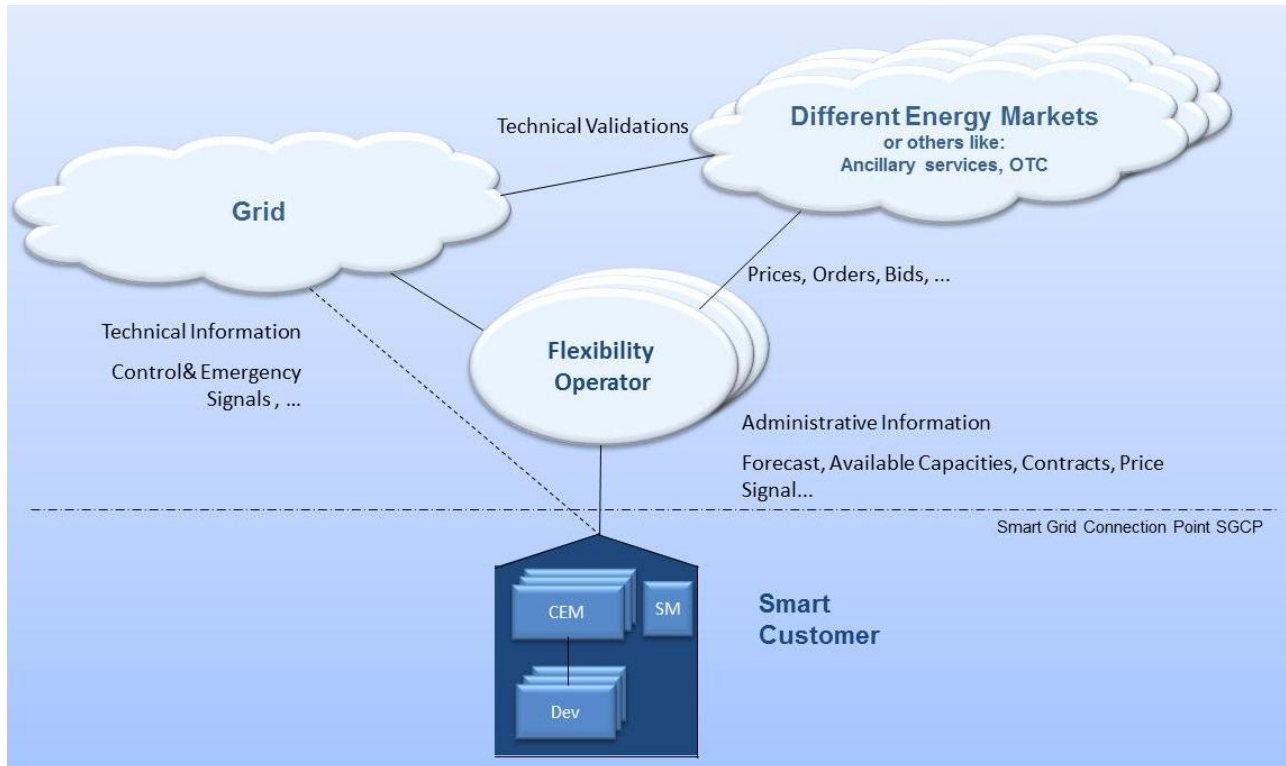 Technical Validations
Different Energy Markets
or others like:
Ancillary services, OTC
Grid
Prices, Orders, Bids, ...
Technical Information
Control& Emergency
Signals , ...
Flexibility
Operator
Administrative Information
Forecast, Available Capacities, Contracts, Price
Signal...
Smart Grid Connection Point SGCP
CEM
SM
Smart
Customer
Dev